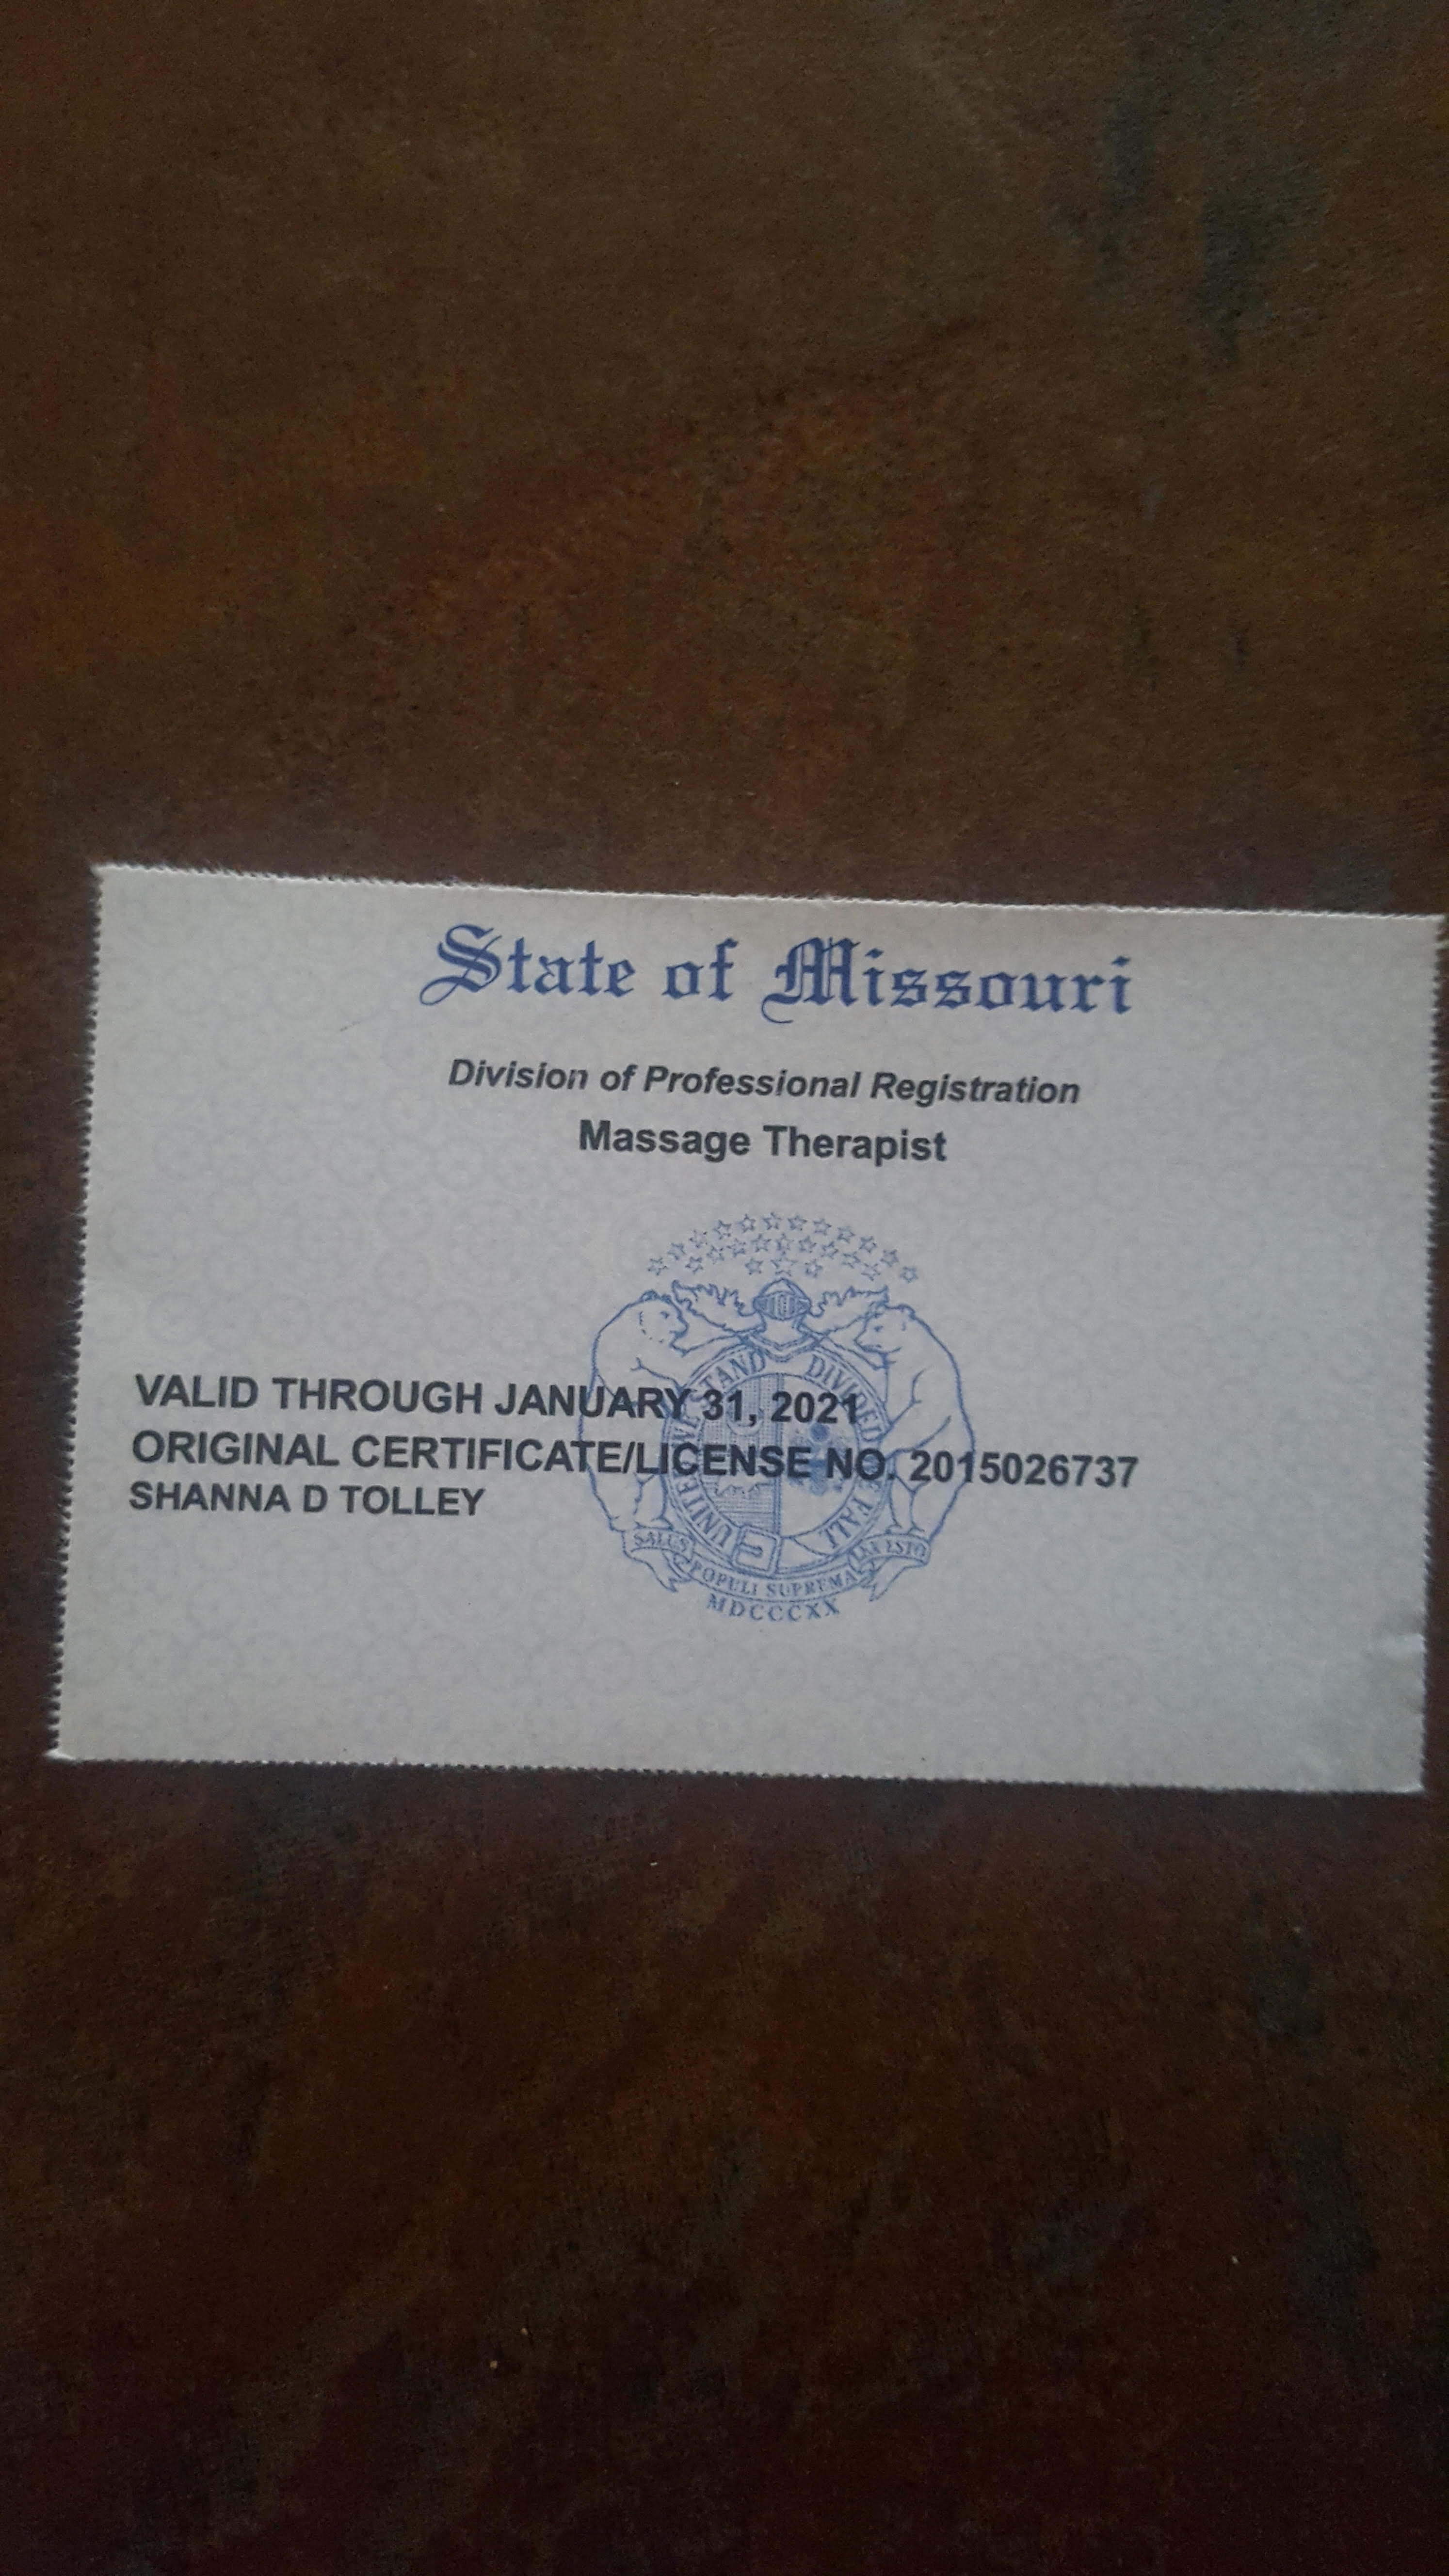 State of Missouri
Division of Professional Registration
Massage Therapist
UNITED WE STAND DIVIDED WE FALL
VALID THROUGH JANUARY 31, 2021
ORIGINAL CERTIFICATE/LICENSE NO. 2015026737
SHANNA D TOLLEY
SALUS POPULI SUPREMA LEX ESTO
MDCCCXX